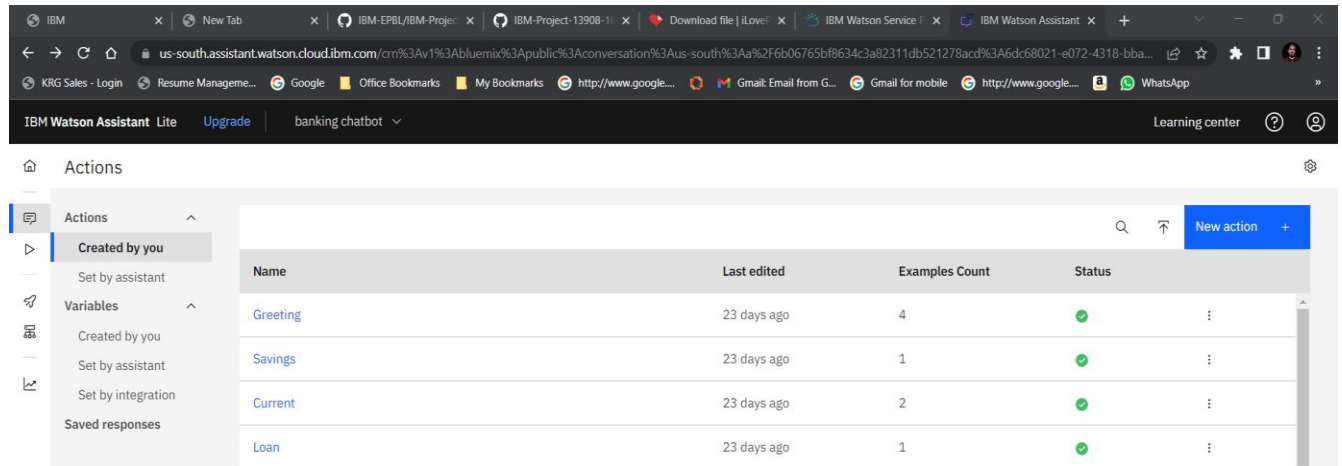 IBM
New Tab
IBM-EPBL/IBM-Projec
IBM-Project-13908-1
Download file | iLoveP
IBM Watson Service P
IBM Watson Assistant
us-south.assistant.watson.cloud.ibm.com/crn%3Av1%3Abluemix%3Apublic%3Aconversation%3Aus-south%3Aa%2F6b06765bf8634c3a82311db521278acd%3A6dc68021-e072-4318-bba...
KRG Sales - Login
Resume Manageme...
Google
Office Bookmarks
My Bookmarks
http://www.google....
Gmail: Email from G...
Gmail for mobile
http://www.google....
WhatsApp
IBM Watson Assistant Lite
Upgrade
banking chatbot
Learning center
Actions
Actions
Created by you
Set by assistant
Variables
Created by you
Set by assistant
Set by integration
Saved responses
New action +
Name Last edited Examples Count Status
Greeting 23 days ago 4
Savings 23 days ago 1
Current 23 days ago 2
Loan 23 days ago 1